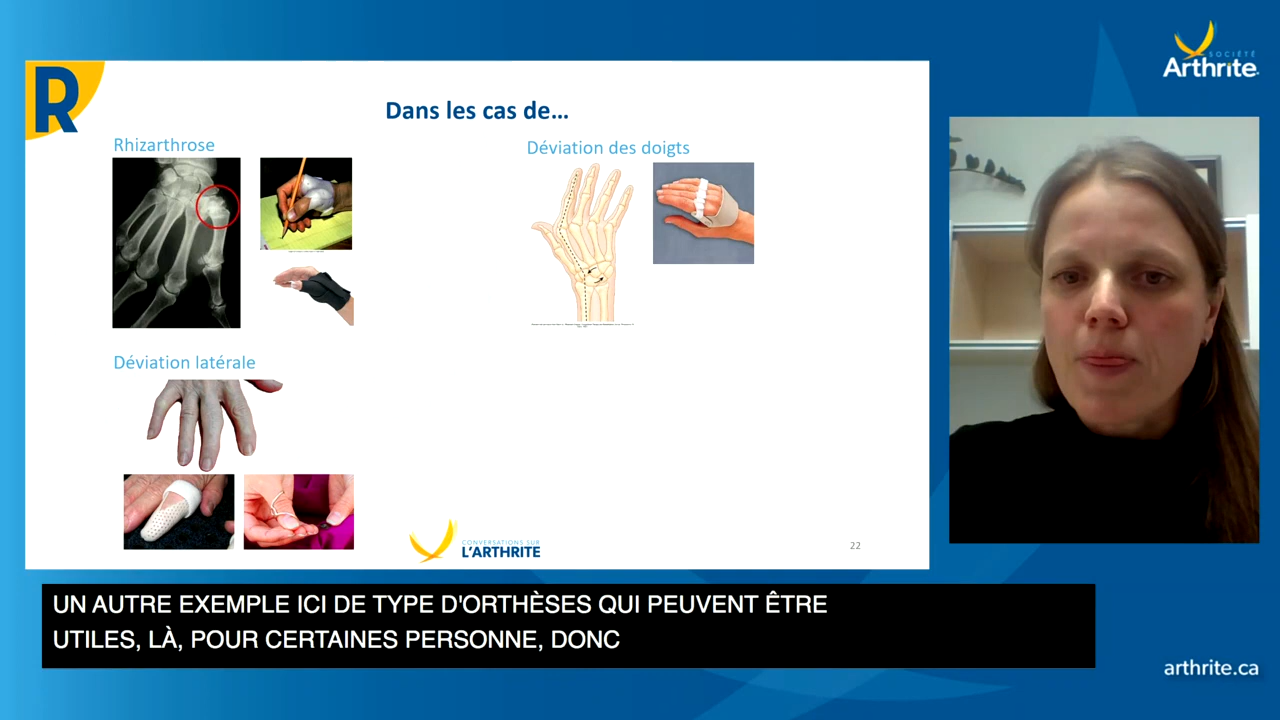 R
Dans les cas de…
Rhizarthrose
Déviation des doigts
Déviation latérale
CONVERSATIONS SUR
L'ARTHRITE
22
SOCIÉTÉ
Arthrite
UN AUTRE EXEMPLE ICI DE TYPE D'ORTHÈSES QUI PEUVENT ÊTRE
UTILES, LÀ, POUR CERTAINES PERSONNE, DONC
arthrite.ca